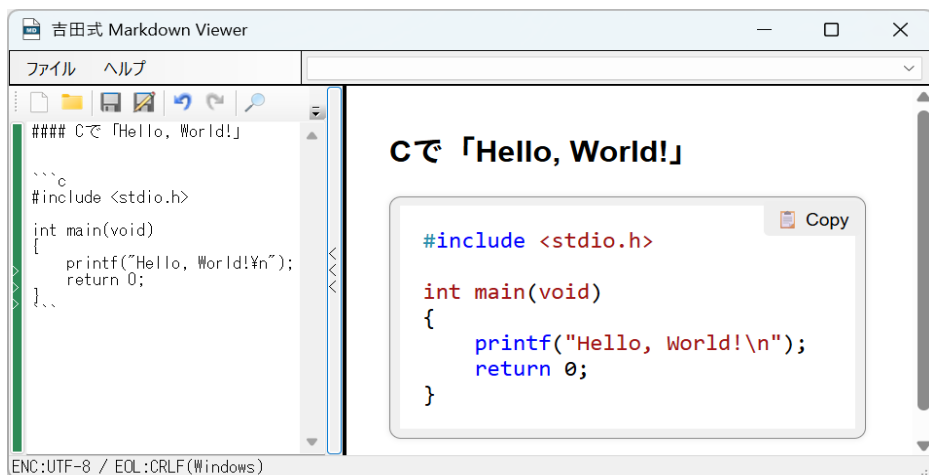 吉田式 Markdown Viewer
ファイル ヘルプ
#### Cで「Hello, World!」
```c
#include <stdio.h>
int main(void)
{
    printf("Hello, World!¥n");
    return 0;
}
```
Cで「Hello, World!」
Copy
#include <stdio.h>
int main(void)
{
    printf("Hello, World!\n");
    return 0;
}
ENC:UTF-8 / EOL:CRLF(Windows)